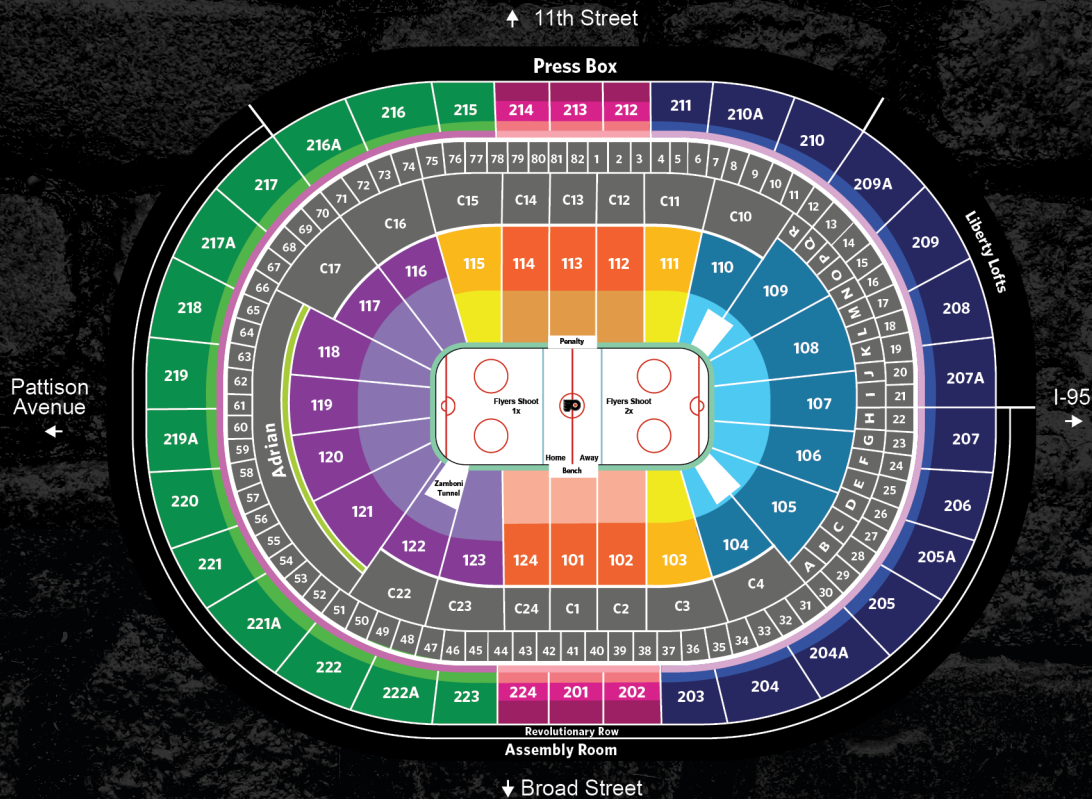 11th Street
Press Box
216A 216 215 214 213 212 211 210A 210
217 209A
217A 209
218 208
219 207A
219A 207
220 206
221 205A
221A 205
222 204A
222A 223 224 201 202 203 204
Liberty Lofts
75 76 77 78 79 80 81 82 1 2 3 4 5 6 7 8 9 10 11 12 13 14 15 16 17 18 19 20 21 22 23 24 25 26 27 28 29 30 31 32 33 34 35 36 37 38 39 40 41 42 43 44 45 46 47 48 49 50 51 52 53 54 55 56 57 58 59 60 61 62 63 64 65 66 67 68 69 70 71 72 73 74
C17 C16 C15 C14 C13 C12 C11 C10
R Q P O N M L K J I H G F E D C B A
116 115 114 113 112 111 110
117 109
118 108
119 107
120 106
121 105
122 123 124 101 102 103 104
C22 C23 C24 C1 C2 C3 C4
Adrian
Penalty
Flyers Shoot
1x
Flyers Shoot
2x
Home Away
Bench
Zamboni
Tunnel
Pattison
Avenue
I-95
Revolutionary Row
Assembly Room
Broad Street